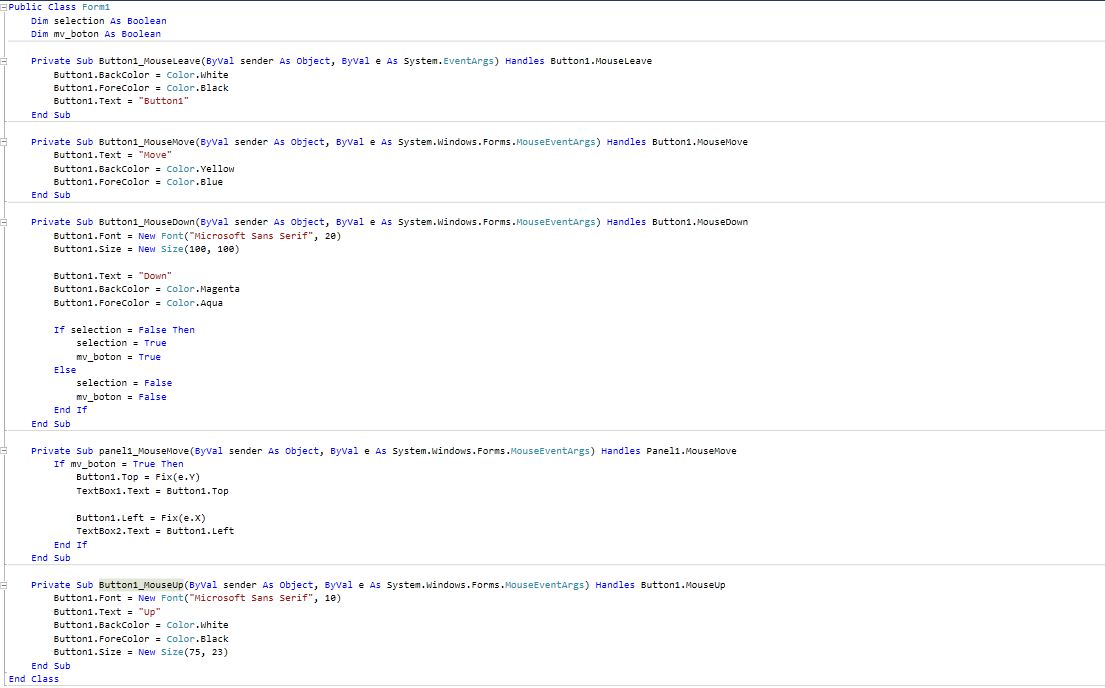 Public Class Form1
    Dim selection As Boolean
    Dim mv_boton As Boolean
    Private Sub Button1_MouseLeave(ByVal sender As Object, ByVal e As System.EventArgs) Handles Button1.MouseLeave
        Button1.BackColor = Color.White
        Button1.ForeColor = Color.Black
        Button1.Text = "Button1"
    End Sub
    Private Sub Button1_MouseMove(ByVal sender As Object, ByVal e As System.Windows.Forms.MouseEventArgs) Handles Button1.MouseMove
        Button1.Text = "Move"
        Button1.BackColor = Color.Yellow
        Button1.ForeColor = Color.Blue
    End Sub
    Private Sub Button1_MouseDown(ByVal sender As Object, ByVal e As System.Windows.Forms.MouseEventArgs) Handles Button1.MouseDown
        Button1.Font = New Font("Microsoft Sans Serif", 20)
        Button1.Size = New Size(100, 100)
        Button1.Text = "Down"
        Button1.BackColor = Color.Magenta
        Button1.ForeColor = Color.Aqua
        If selection = False Then
            selection = True
            mv_boton = True
        Else
            selection = False
            mv_boton = False
        End If
    End Sub
    Private Sub panel1_MouseMove(ByVal sender As Object, ByVal e As System.Windows.Forms.MouseEventArgs) Handles Panel1.MouseMove
        If mv_boton = True Then
            Button1.Top = Fix(e.Y)
            TextBox1.Text = Button1.Top
            Button1.Left = Fix(e.X)
            TextBox2.Text = Button1.Left
        End If
    End Sub
    Private Sub Button1_MouseUp(ByVal sender As Object, ByVal e As System.Windows.Forms.MouseEventArgs) Handles Button1.MouseUp
        Button1.Font = New Font("Microsoft Sans Serif", 10)
        Button1.Text = "Up"
        Button1.BackColor = Color.White
        Button1.ForeColor = Color.Black
        Button1.Size = New Size(75, 23)
    End Sub
End Class